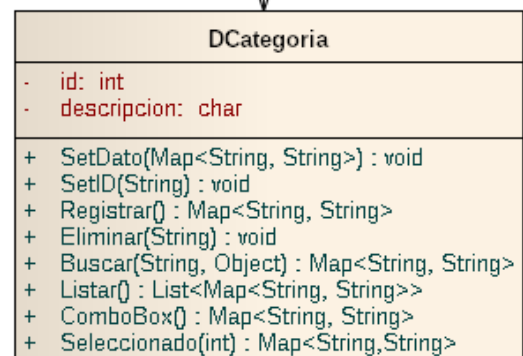 DCategoria
- id: int
- descripcion: char
+ SetDato(Map<String, String>) : void
+ SetID(String) : void
+ Registrar() : Map<String, String>
+ Eliminar(String) : void
+ Buscar(String, Object) : Map<String, String>
+ Listar() : List<Map<String, String>>
+ ComboBox() : Map<String, String>
+ Seleccionado(int) : Map<String,String>